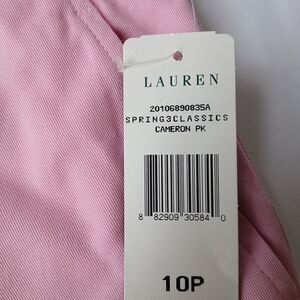 LAUREN
20106890835A
SPRING3CLASSICS
CAMERON PK
8 82909 30584 0
10P